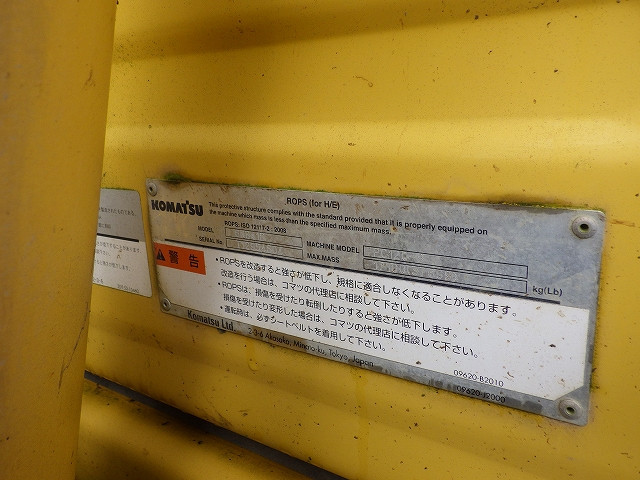 KOMATSU
ROPS (for H/E)
This protective structure complies with the standard provided that it is properly equipped on
the machine which mass is less than the specified maximum mass.
MODEL ROPS: ISO 12117-2 : 2008
SERIAL No.
MACHINE MODEL
MAX.MASS
kg(Lb)
警告
・ROPSを改造すると強さが低下し、規格に適合しなくなることがあります。
改造を行う場合は、コマツの代理店に相談して下さい。
・ROPSは、損傷を受けたり転倒したりすると強さが低下します。
損傷を受けたり変形した場合は、コマツの代理店に相談して下さい。
・運転時は、必ずシートベルトを着用して下さい。
Komatsu Ltd. 2-3-6 Akasaka, Minato-ku, Tokyo, Japan
09620-B2010
09620-J2000